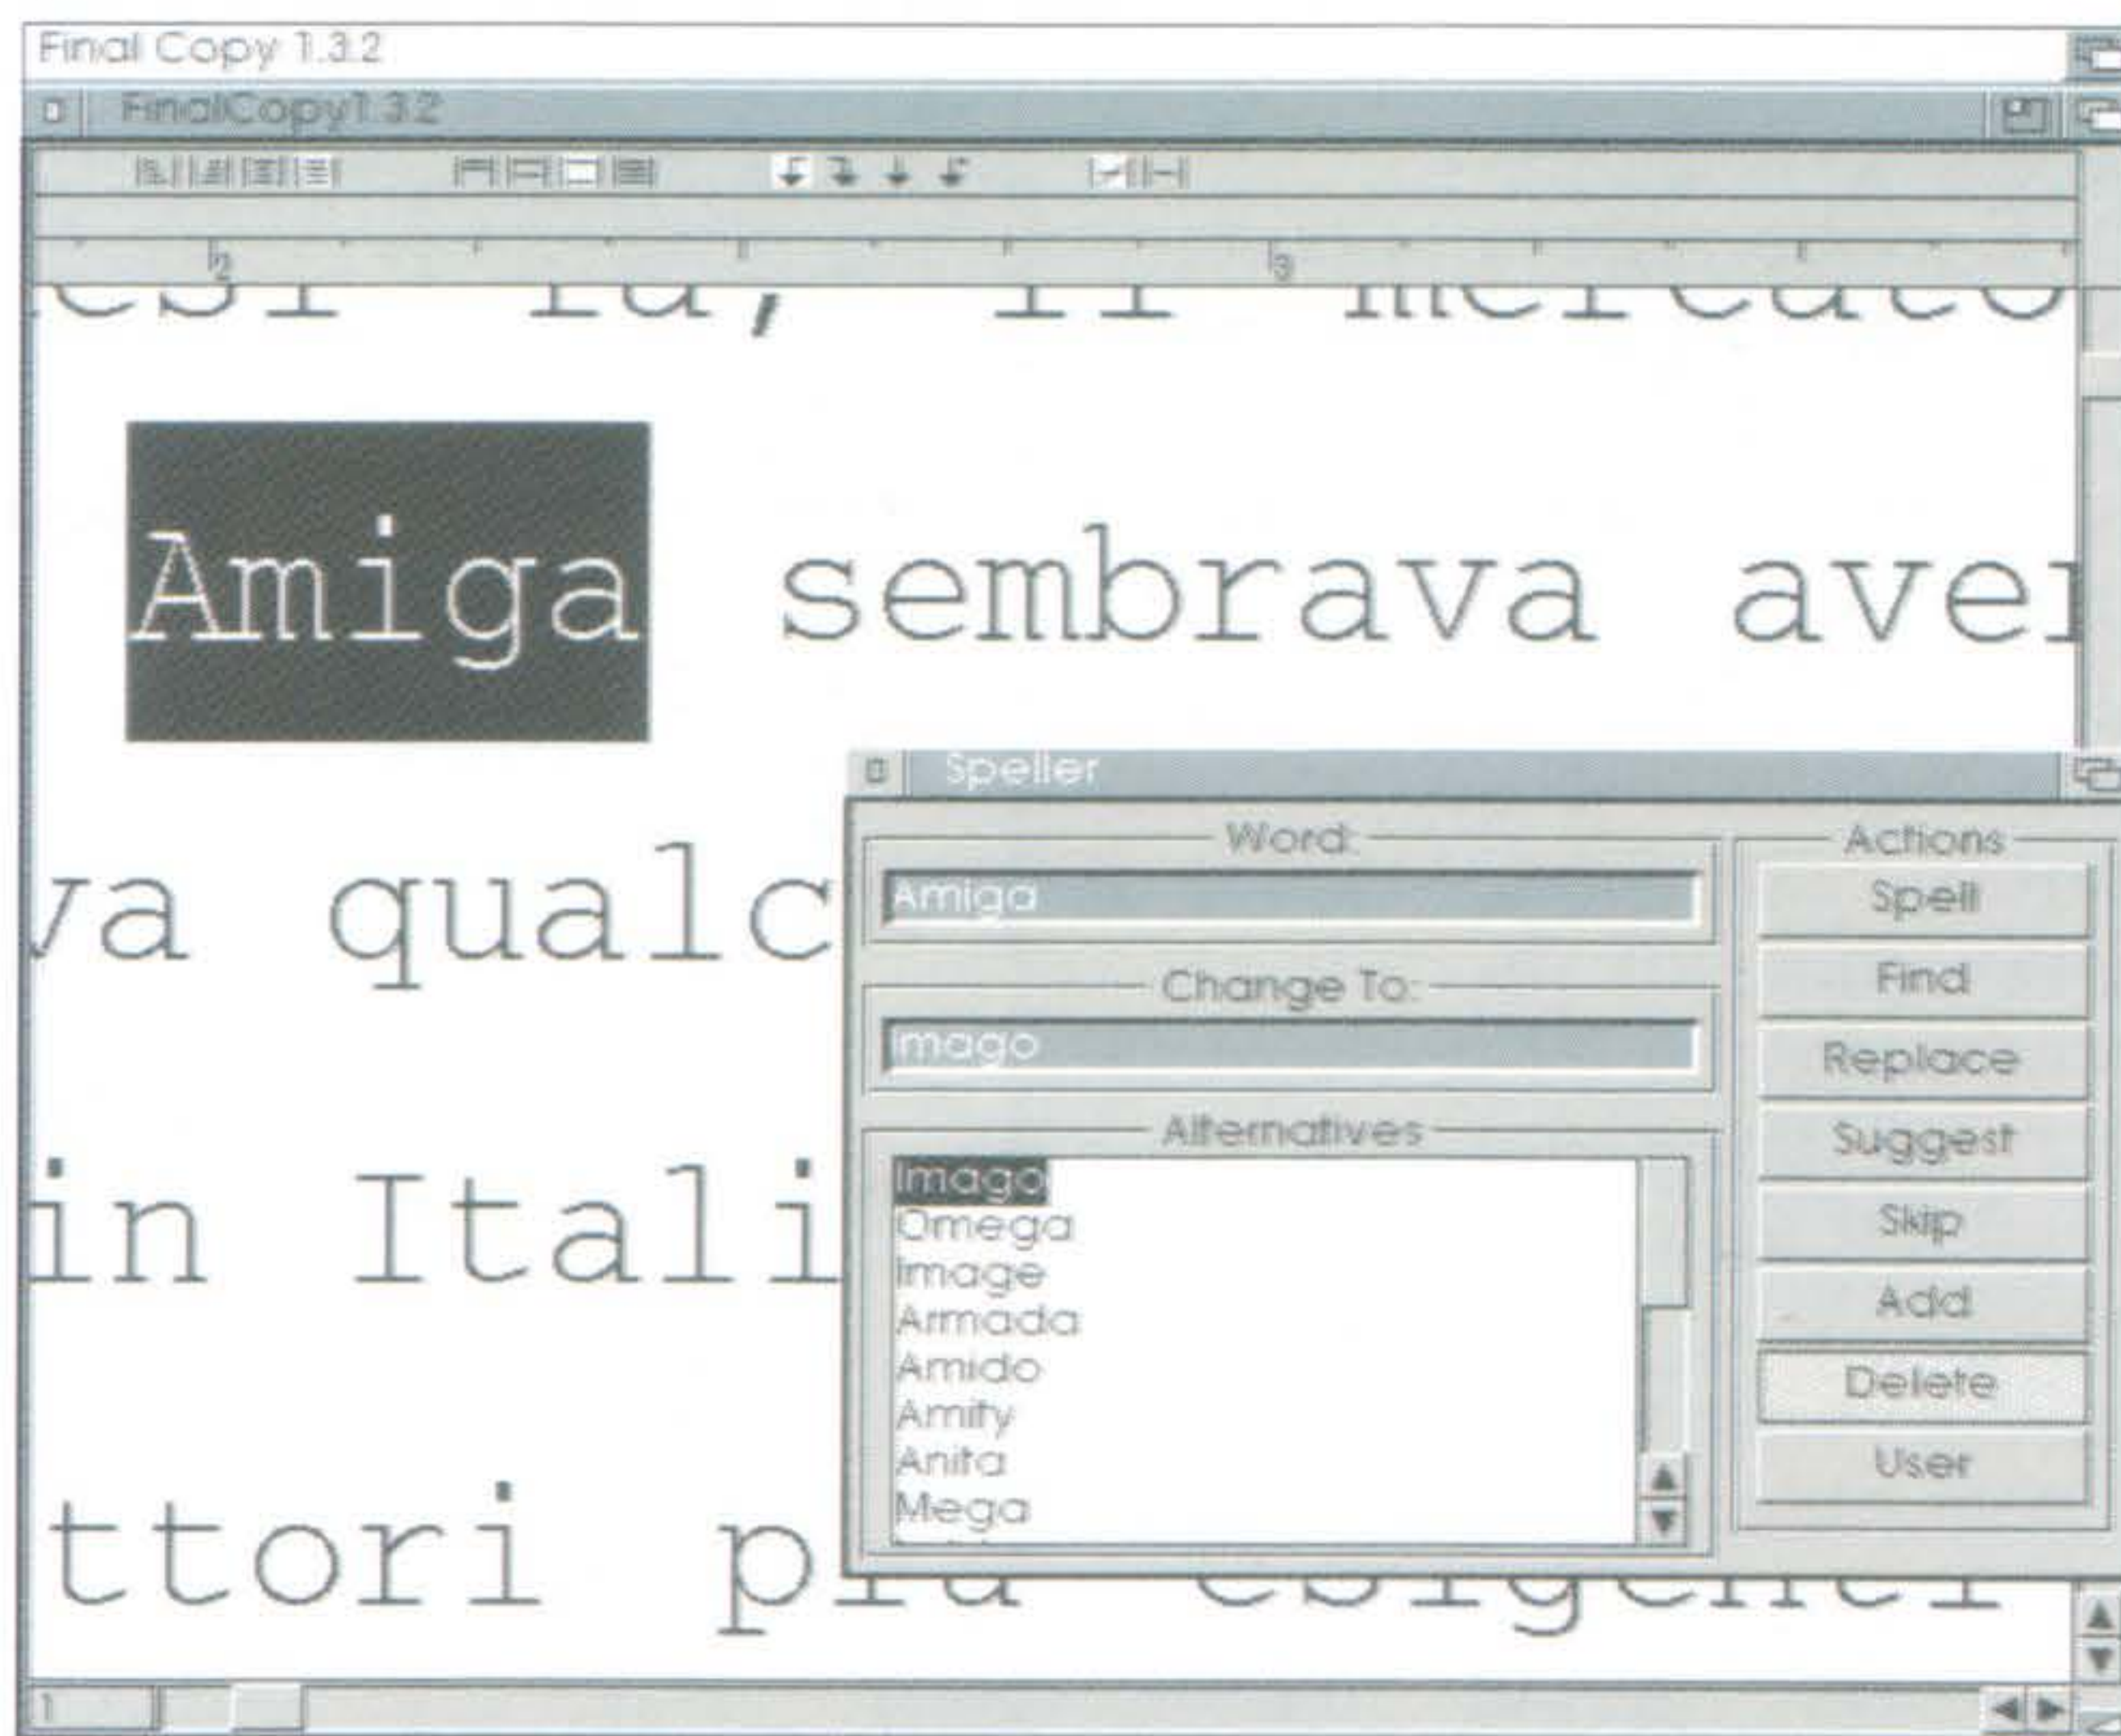 Final Copy 1.3.2
FinalCopy1.3.2
2 3
Amiga sembrava
va qualc
in Itali
ttori
Speller
Word:
Amiga
Change To:
Imago
Alternatives
Imago
Omega
Image
Armada
Amido
Amity
Anita
Mega
Actions
Spell
Find
Replace
Suggest
Skip
Add
Delete
User
1